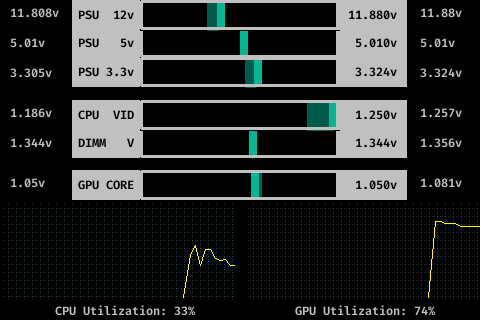 11.808v PSU 12v 11.880v 11.88v
5.01v PSU 5v 5.010v 5.01v
3.305v PSU 3.3v 3.324v 3.324v
1.186v CPU VID 1.250v 1.257v
1.344v DIMM V 1.344v 1.356v
1.05v GPU CORE 1.050v 1.081v
CPU Utilization: 33% GPU Utilization: 74%